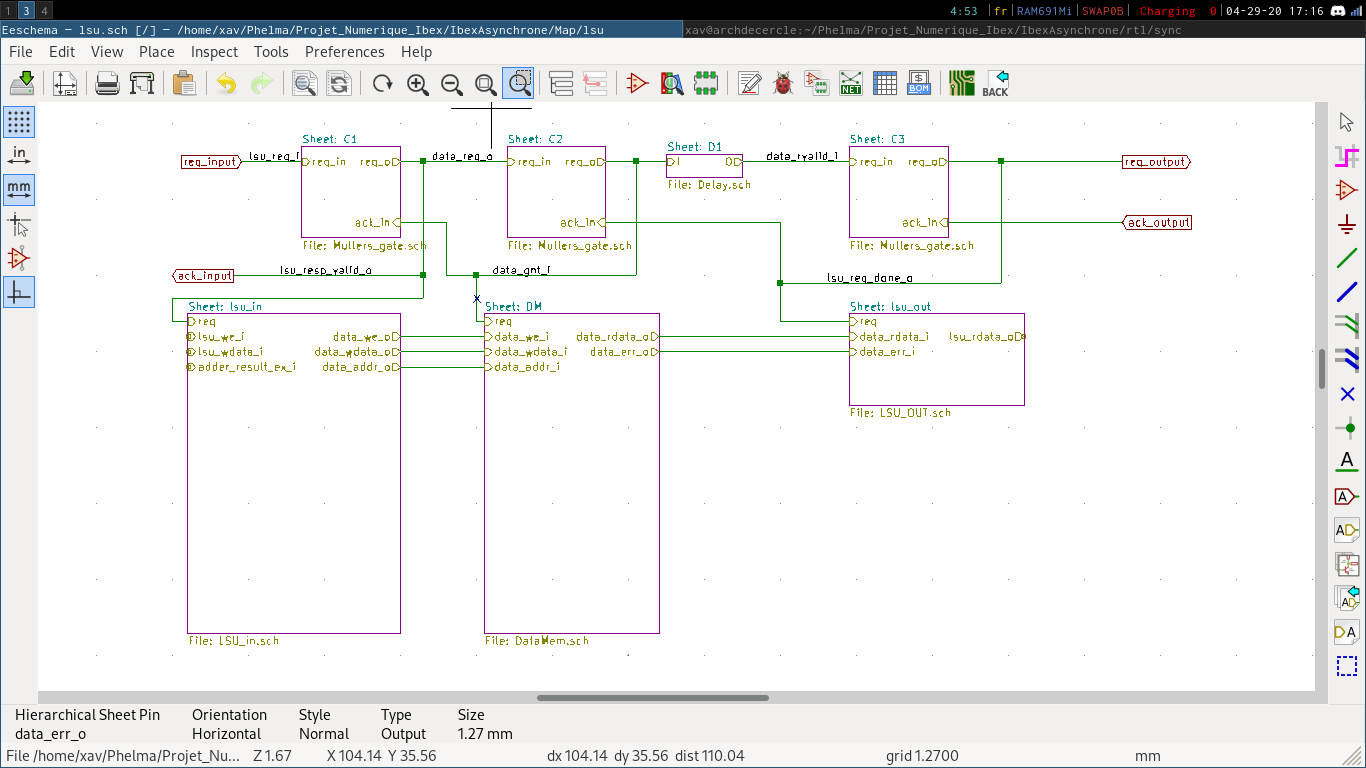 1 3 4 4:53 fr RAM691Mi SWAP0B Charging 0 04-29-20 17:16
Eeschema — lsu.sch [/] — /home/xav/Phelma/Projet_Numerique_Ibex/IbexAsynchrone/Map/lsu xav@archdecercle:~/Phelma/Projet_Numerique_Ibex/IbexAsynchrone/rtl/sync
File Edit View Place Inspect Tools Preferences Help
NET BOM BACK
in
mm
A
A
AD
A
DA
Sheet: C1 Sheet: C2 Sheet: D1 Sheet: C3
req_input lsu_req_i req_in req_o data_req_o req_in req_o I O data_rvalid_i req_in req_o req_output
File: Delay.sch
ack_in ack_in ack_in ack_output
File: Mullers_gate.sch File: Mullers_gate.sch File: Mullers_gate.sch
ack_input lsu_resp_valid_o data_gnt_i lsu_req_done_o
Sheet: lsu_in Sheet: DM Sheet: lsu_out
req req req
lsu_we_i data_we_o data_we_i data_rdata_o data_rdata_i lsu_rdata_o
lsu_wdata_i data_wdata_o data_wdata_i data_err_o data_err_i
adder_result_ex_i data_addr_o data_addr_i
File: LSU_OUT.sch
File: LSU_in.sch File: DataMem.sch
Hierarchical Sheet Pin Orientation Style Type Size
data_err_o Horizontal Normal Output 1.27 mm
File /home/xav/Phelma/Projet_Nu... Z 1.67 X 104.14 Y 35.56 dx 104.14 dy 35.56 dist 110.04 grid 1.2700 mm